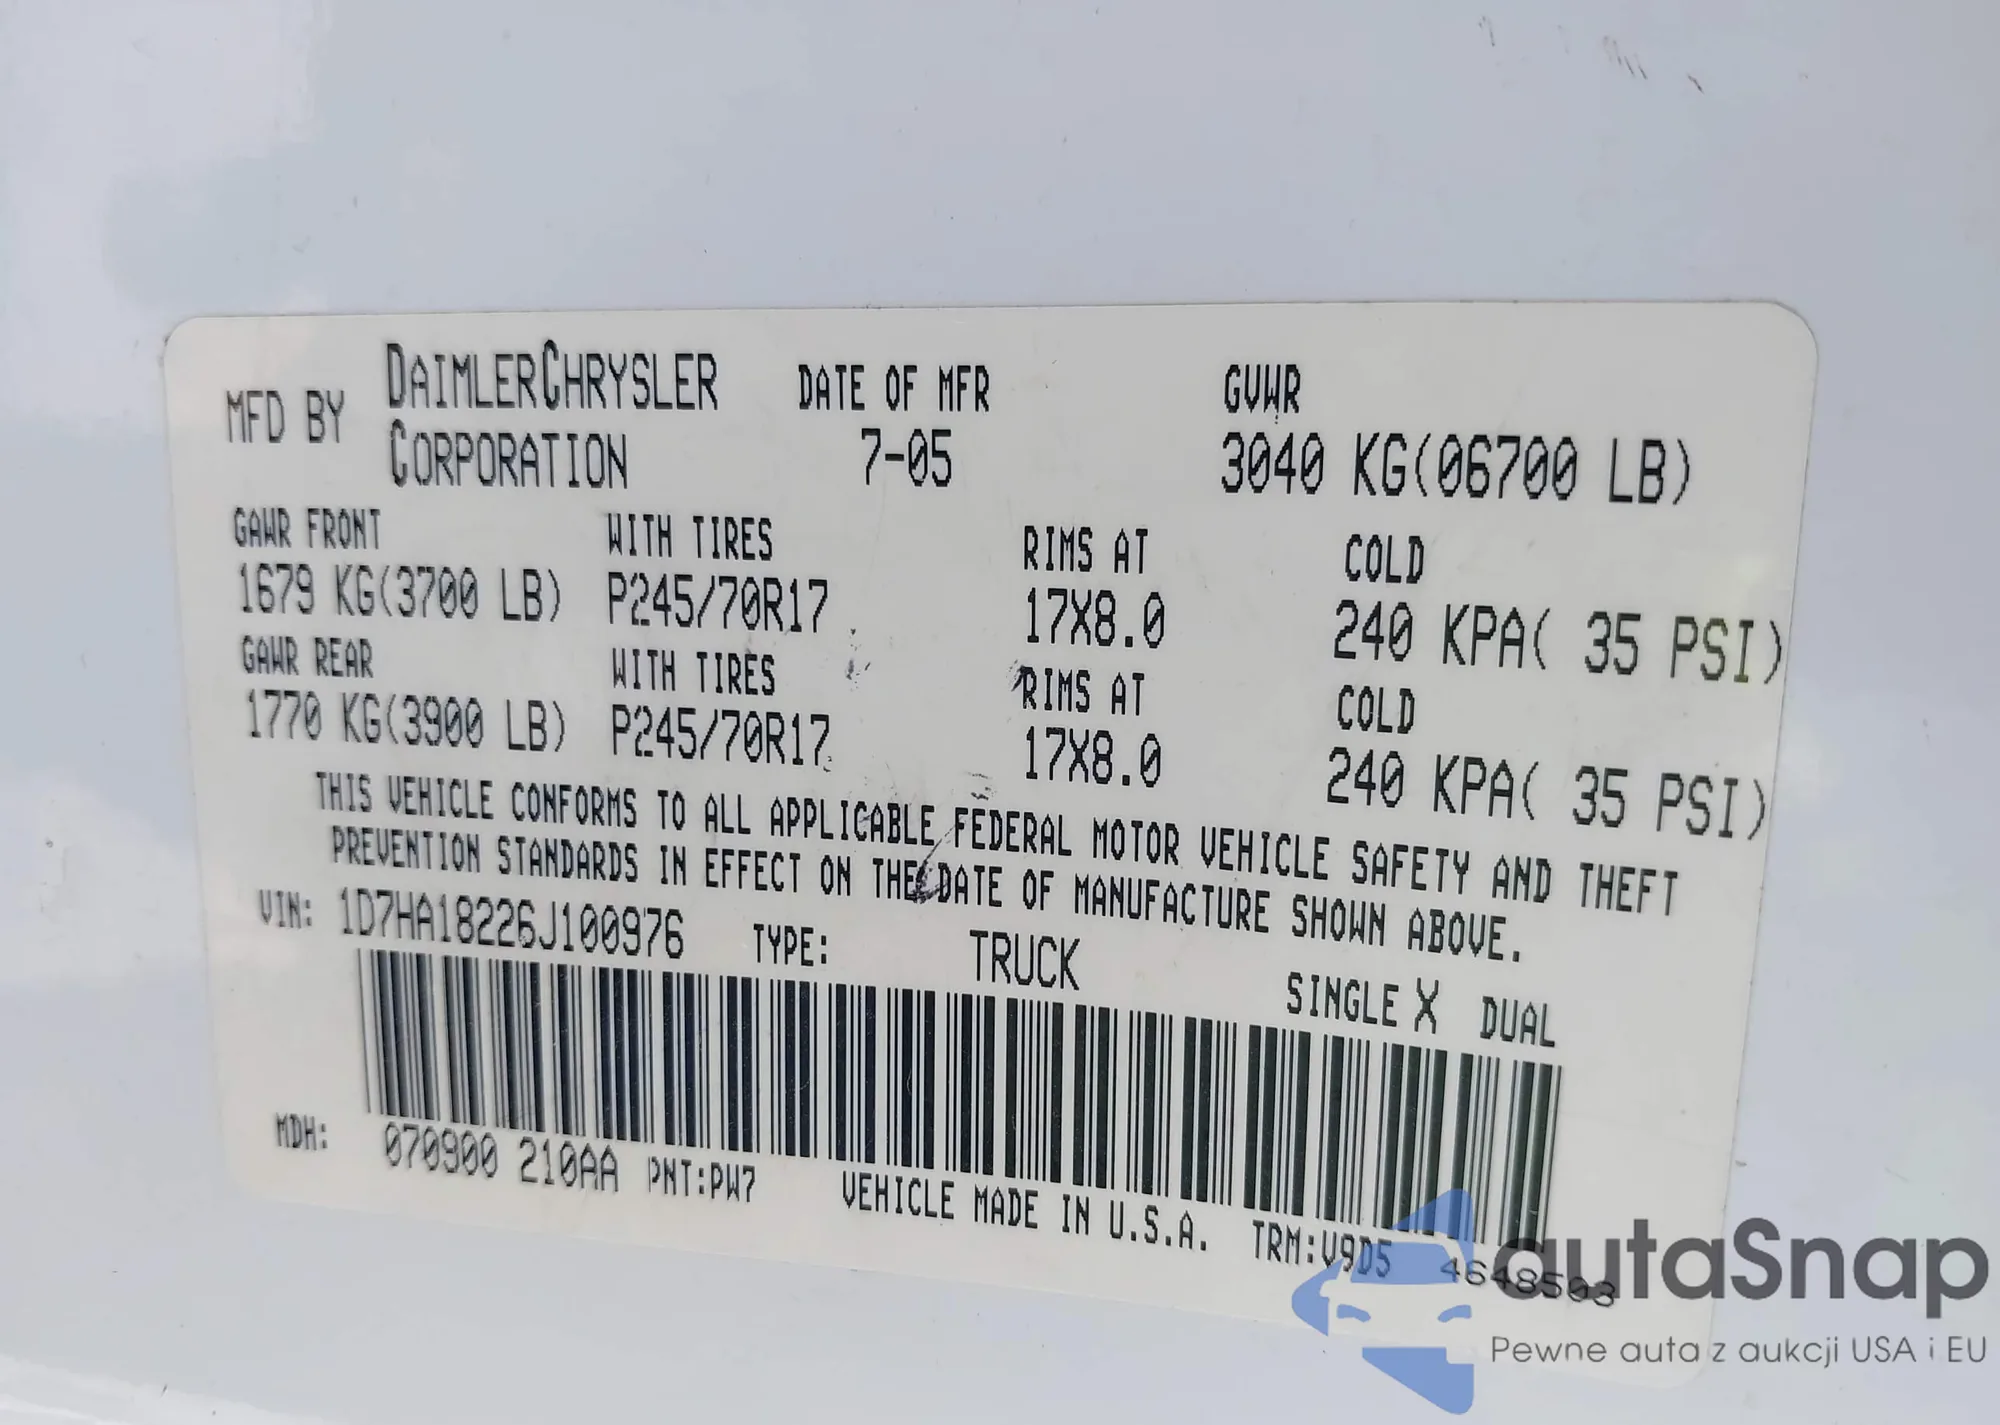 MFD BY DAIMLERCHRYSLER CORPORATION DATE OF MFR 7-05 GVWR 3040 KG(06700 LB)
GAWR FRONT WITH TIRES RIMS AT COLD
1679 KG(3700 LB) P245/70R17 17X8.0 240 KPA( 35 PSI)
GAWR REAR WITH TIRES RIMS AT COLD
1770 KG(3900 LB) P245/70R17 17X8.0 240 KPA( 35 PSI)
THIS VEHICLE CONFORMS TO ALL APPLICABLE FEDERAL MOTOR VEHICLE SAFETY AND THEFT
PREVENTION STANDARDS IN EFFECT ON THE DATE OF MANUFACTURE SHOWN ABOVE.
VIN: 1D7HA18226J100976 TYPE: TRUCK SINGLE X DUAL
MDH: 070900 210AA PNT:PW7 VEHICLE MADE IN U.S.A. TRM:V9D5 4648503
autaSnap
Pewne auta z aukcji USA i EU